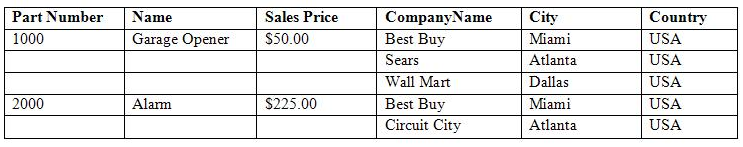 Part Number Name Sales Price CompanyName City Country
1000 Garage Opener $50.00 Best Buy Miami USA
Sears Atlanta USA
Wall Mart Dallas USA
2000 Alarm $225.00 Best Buy Miami USA
Circuit City Atlanta USA